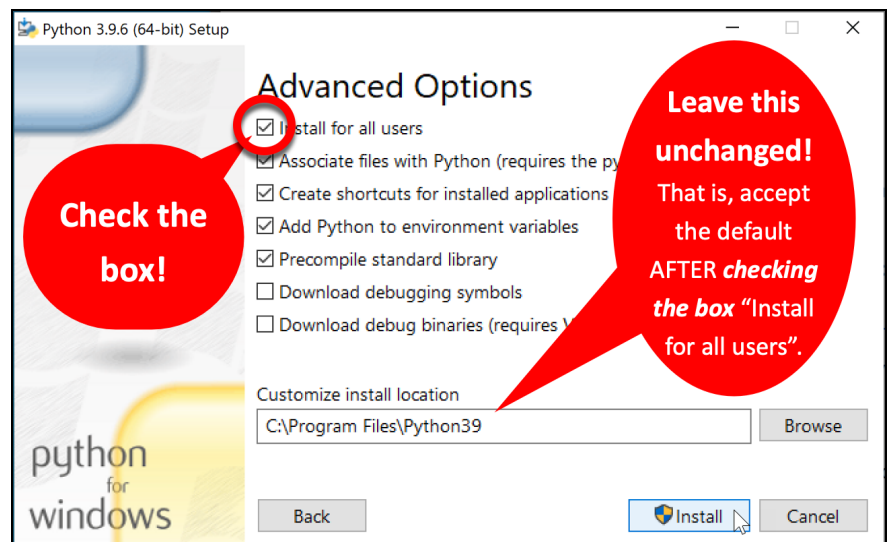 Python 3.9.6 (64-bit) Setup
Advanced Options
Install for all users
Associate files with Python (requires the py
Create shortcuts for installed applications
Add Python to environment variables
Precompile standard library
Download debugging symbols
Download debug binaries (requires V
Check the
box!
Leave this
unchanged!
That is, accept
the default
AFTER checking
the box “Install
for all users”.
Customize install location
C:\Program Files\Python39
Browse
python
for
windows
Back
Install
Cancel